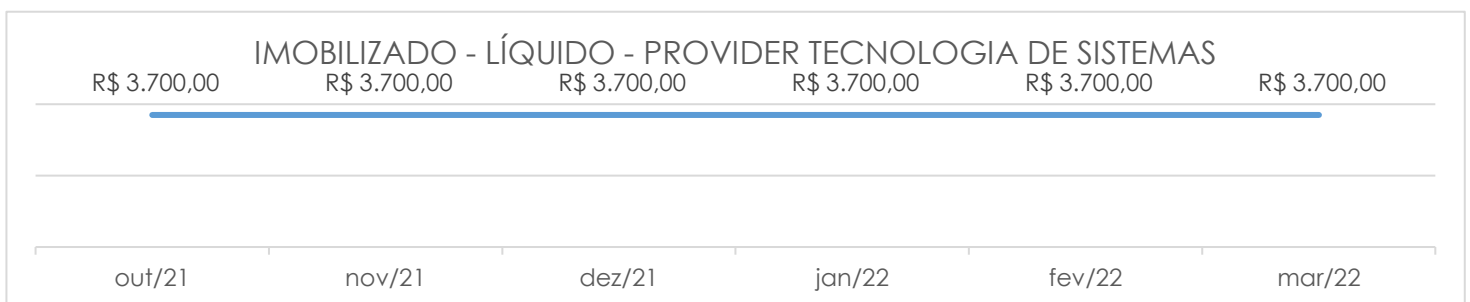 IMOBILIZADO - LÍQUIDO - PROVIDER TECNOLOGIA DE SISTEMAS
R$ 3.700,00 R$ 3.700,00 R$ 3.700,00 R$ 3.700,00 R$ 3.700,00 R$ 3.700,00
out/21 nov/21 dez/21 jan/22 fev/22 mar/22